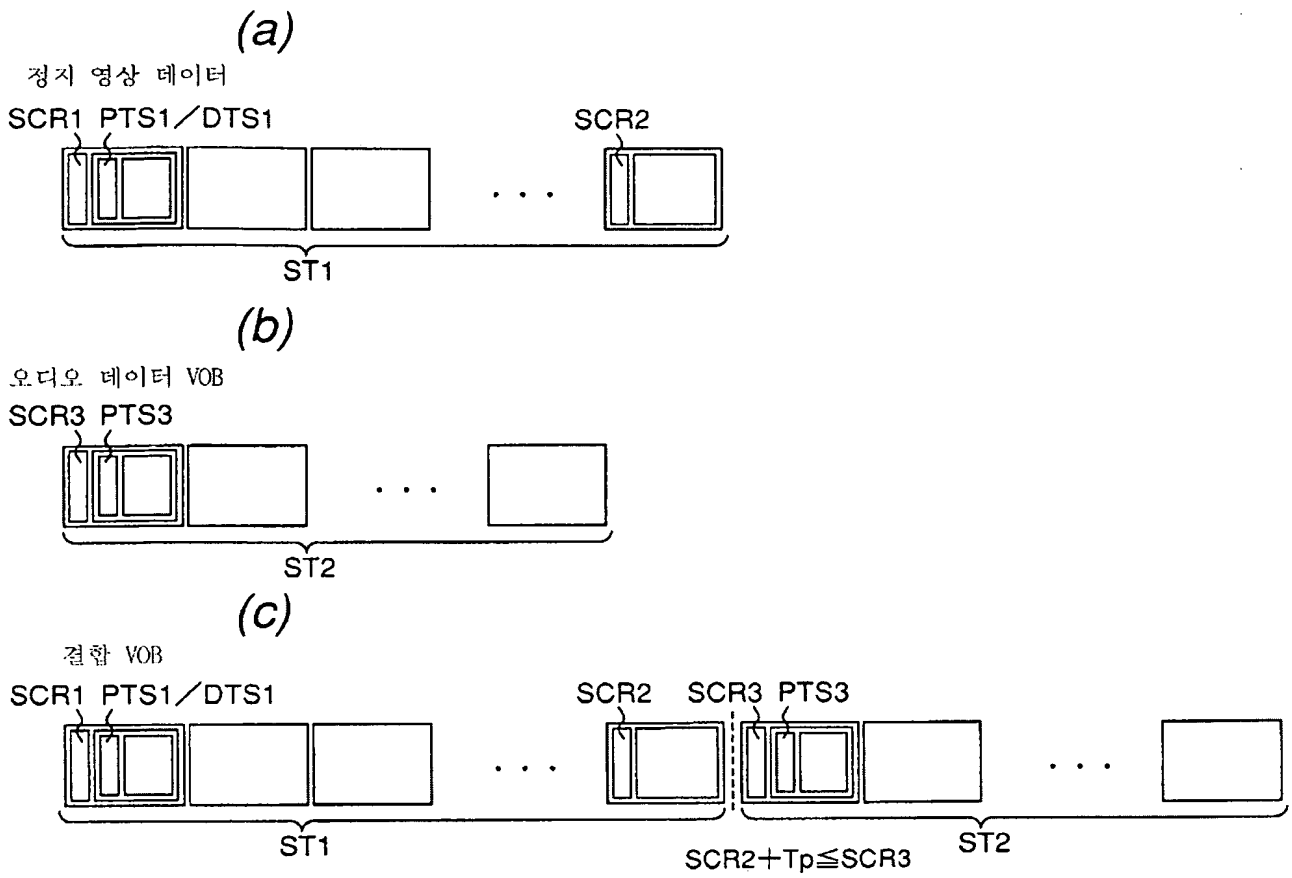 (a)
정지 영상 데이터
SCR1 PTS1/DTS1 SCR2
. . .
ST1
(b)
오디오 데이터 VOB
SCR3 PTS3
. . .
ST2
(c)
결합 VOB
SCR1 PTS1/DTS1 SCR2 SCR3 PTS3
. . . . . .
ST1 ST2
SCR2+Tp≦SCR3